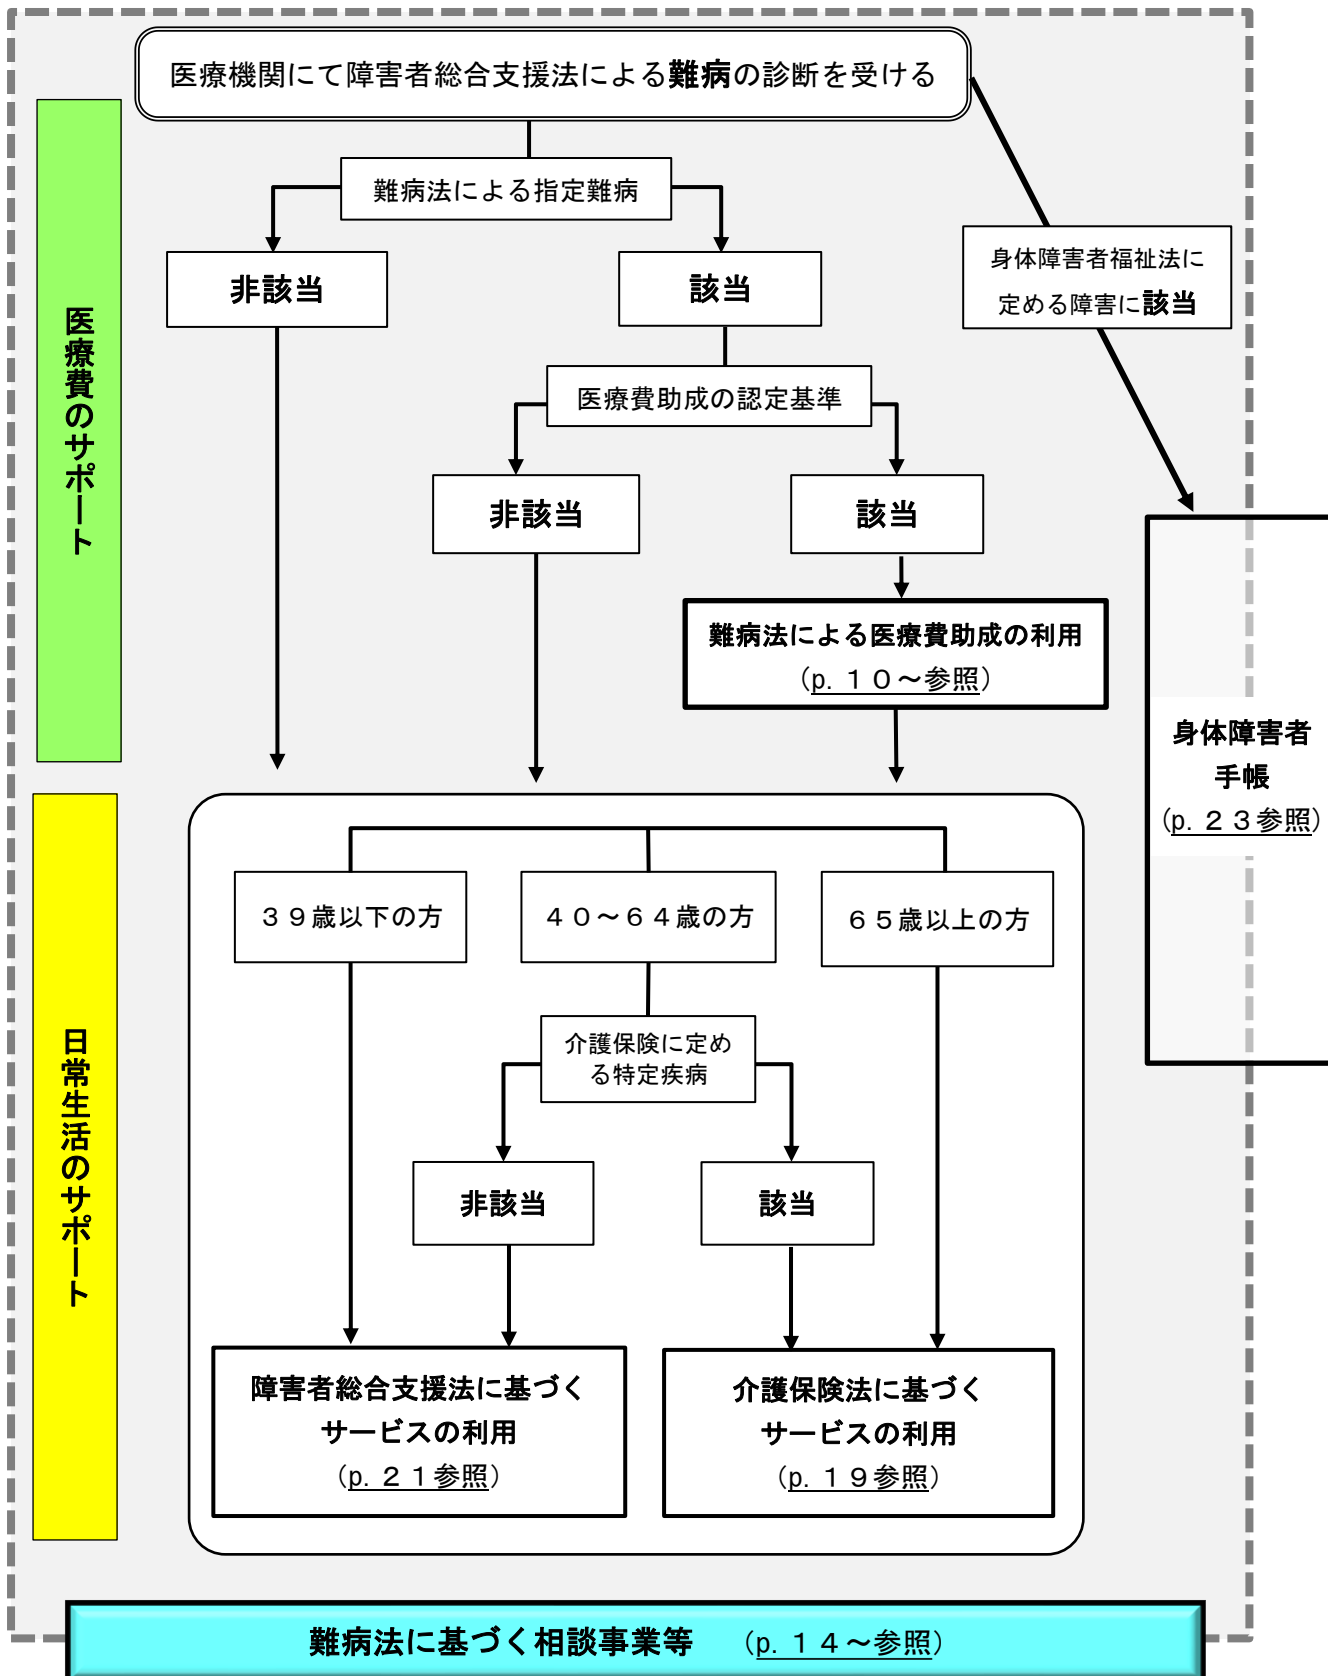 医療機関にて障害者総合支援法による難病の診断を受ける
難病法による指定難病
非該当
該当
身体障害者福祉法に
定める障害に該当
医療費のサポート
医療費助成の認定基準
非該当
該当
難病法による医療費助成の利用
（p. １０～参照）
身体障害者
手帳
（p. ２３参照）
日常生活のサポート
３９歳以下の方
４０～６４歳の方
６５歳以上の方
介護保険に定め
る特定疾病
非該当
該当
障害者総合支援法に基づく
サービスの利用
（p. ２１参照）
介護保険法に基づく
サービスの利用
（p. １９参照）
難病法に基づく相談事業等 （p. １４～参照）